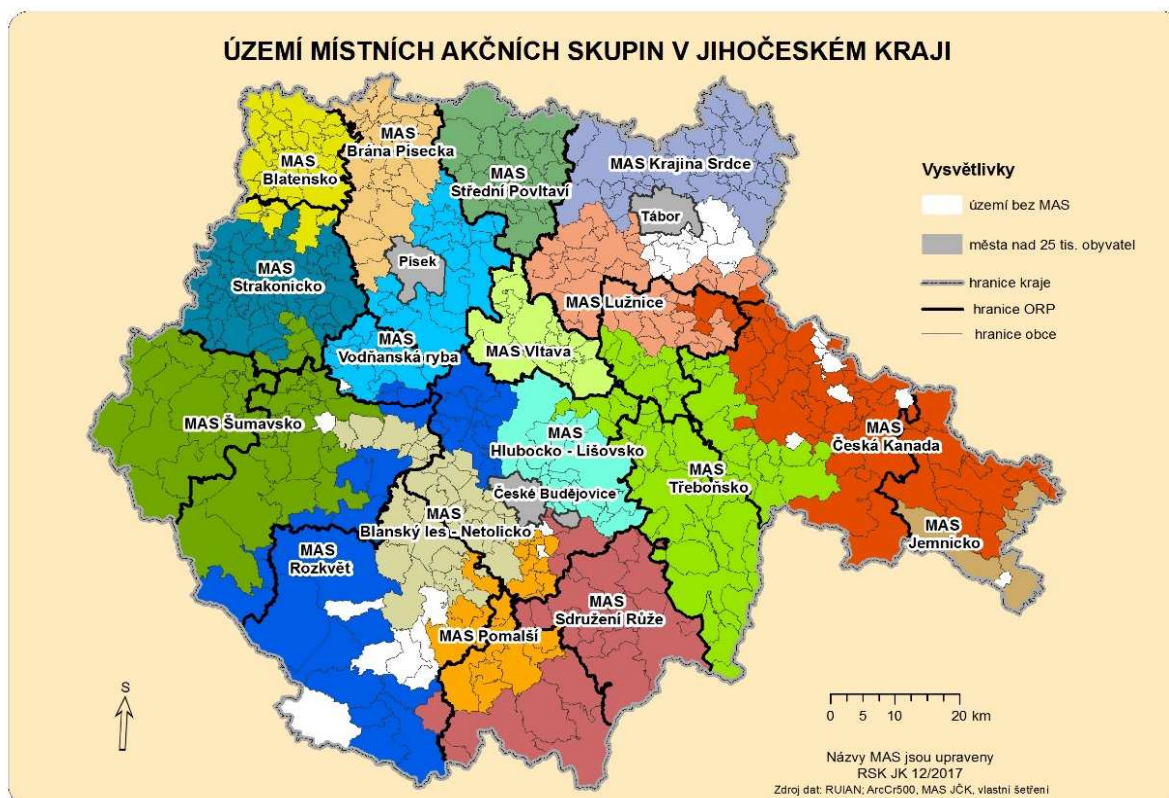 ÚZEMÍ MÍSTNÍCH AKČNÍCH SKUPIN V JIHOČESKÉM KRAJI
MAS
Blatensko
MAS
Brána Písecka
MAS
Střední Povltaví
MAS Krajina Srdce
Tábor
Písek
MAS
Strakonicko
MAS Lužnice
MAS
Vodňanská ryba
MAS Vltava
MAS Šumavsko
MAS
Hlubocko - Lišovsko
MAS
Česká Kanada
MAS
Třeboňsko
České Budějovice
MAS
Blanský les - Netolicko
MAS
Jemnicko
MAS
Rozkvět
MAS
Sdružení Růže
MAS Pomalší
Vysvětlivky
území bez MAS
města nad 25 tis. obyvatel
hranice kraje
hranice ORP
hranice obce
S
0 5 10 20 km
Názvy MAS jsou upraveny
RSK JK 12/2017
Zdroj dat: RUIAN; ArcCr500, MAS JČK, vlastní šetření